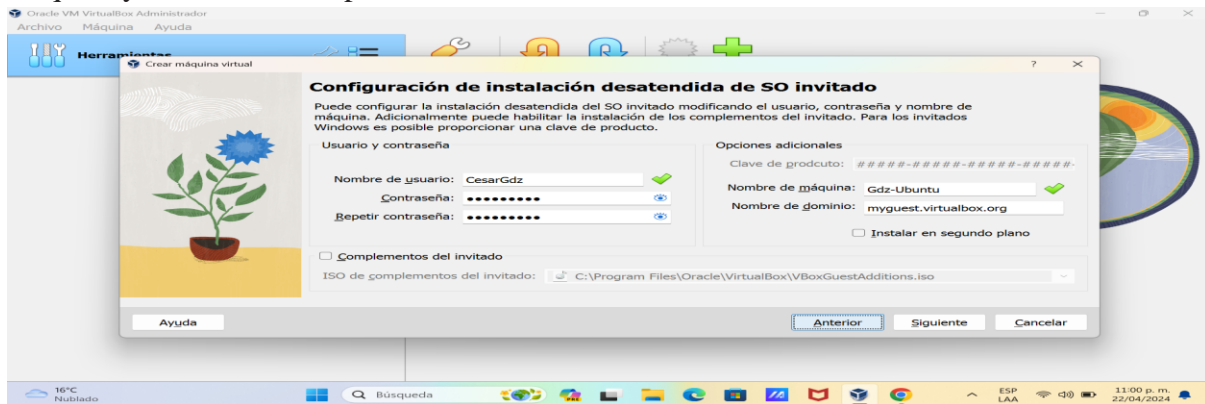 Oracle VM VirtualBox Administrador
Archivo Máquina Ayuda
Herramientas
Crear máquina virtual
? ×
Configuración de instalación desatendida de SO invitado
Puede configurar la instalación desatendida del SO invitado modificando el usuario, contraseña y nombre de
máquina. Adicionalmente puede habilitar la instalación de los complementos del invitado. Para los invitados
Windows es posible proporcionar una clave de producto.
Usuario y contraseña
Nombre de usuario: CesarGdz
Contraseña: •••••••••
Repetir contraseña: •••••••••
Opciones adicionales
Clave de prodcuto: #####-#####-#####-#####-
Nombre de máquina: Gdz-Ubuntu
Nombre de dominio: myguest.virtualbox.org
Instalar en segundo plano
Complementos del invitado
ISO de complementos del invitado: C:\Program Files\Oracle\VirtualBox\VBoxGuestAdditions.iso
Ayuda Anterior Siguiente Cancelar
16°C
Nublado
Búsqueda
ESP
LAA
11:00 p. m.
22/04/2024